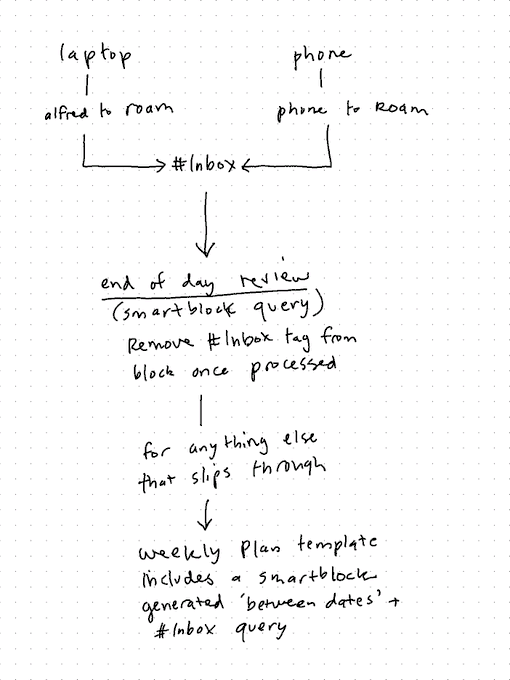 laptop
phone
alfred to roam
phone to Roam
#Inbox
end of day review
(smartblock query)
Remove #Inbox tag from
block once processed
for anything else
that slips through
weekly Plan template
includes a smartblock
generated 'between dates' +
#Inbox query